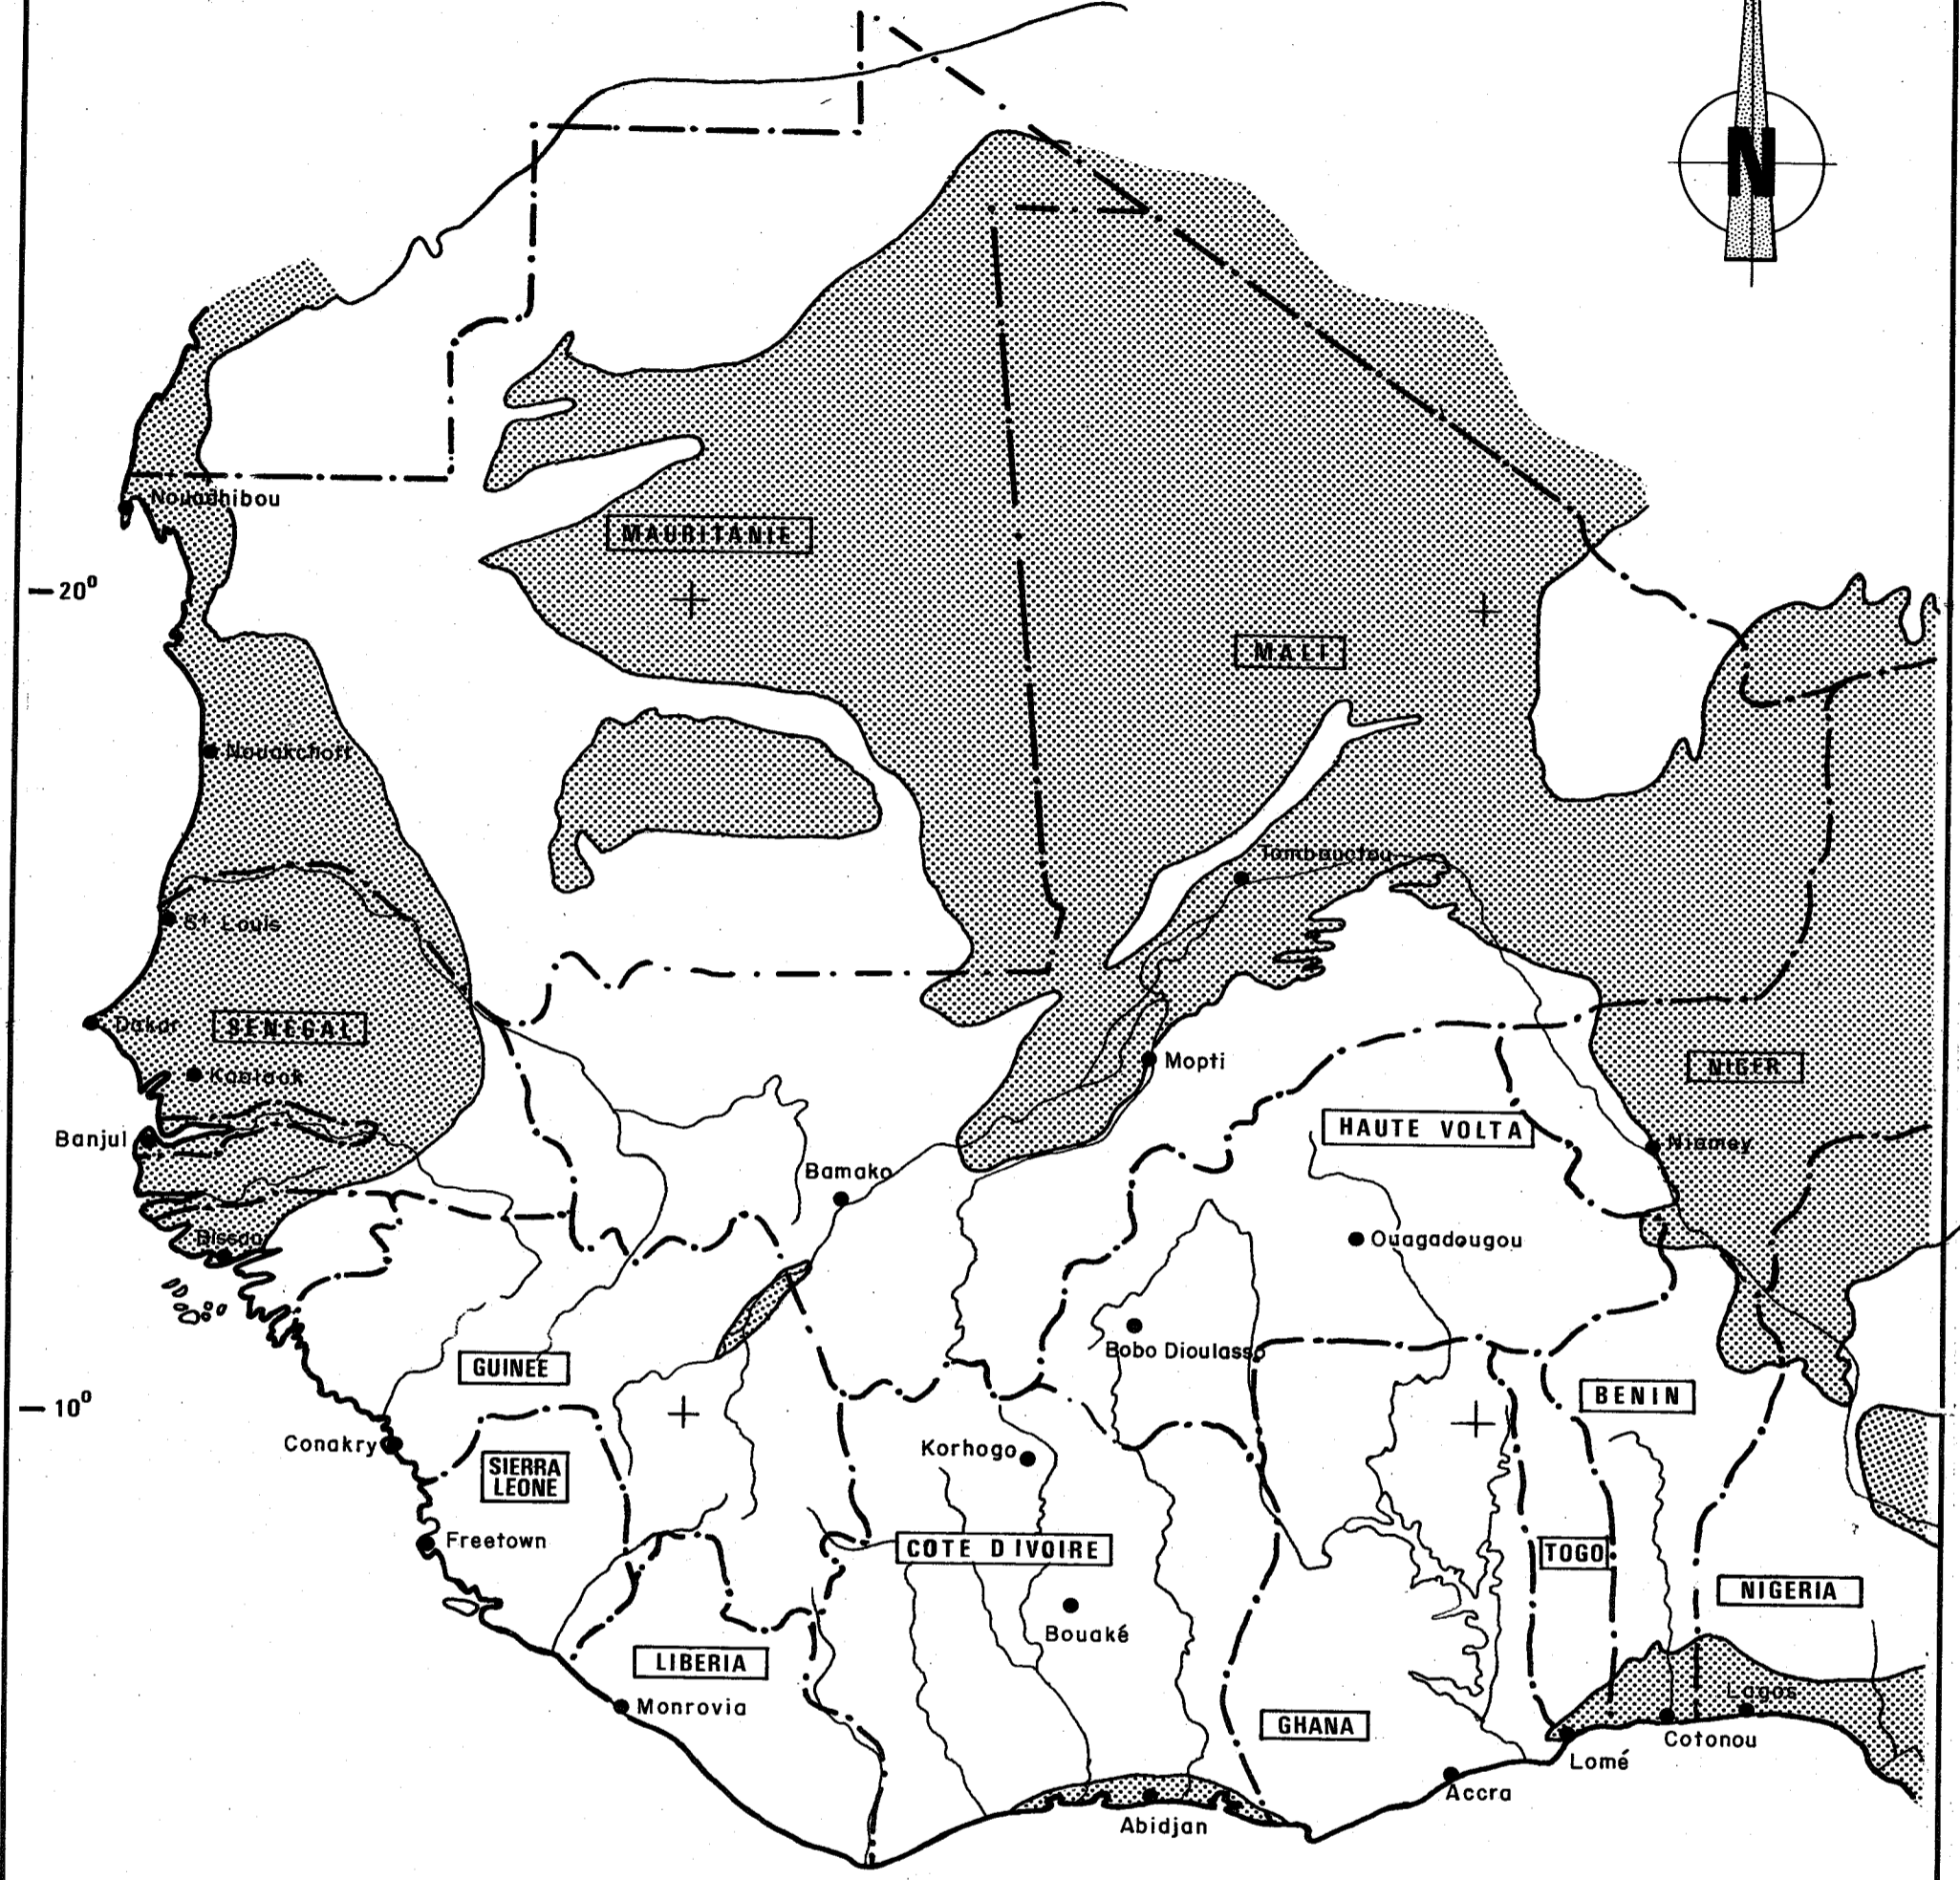 N
Nouadhibou
MAURITANIE
20°
MALI
Nouakchott
Tombouctou
St Louis
Dakar
SENEGAL
Kaolack
Mopti
NIGER
HAUTE VOLTA
Banjul
Niamey
Bamako
Bissau
Ouagadougou
Bobo Dioulasso
GUINEE
BENIN
10°
Conakry
Korhogo
SIERRA
LEONE
Freetown
COTE D'IVOIRE
TOGO
NIGERIA
Bouaké
LIBERIA
Lagos
Monrovia
GHANA
Cotonou
Lomé
Accra
Abidjan